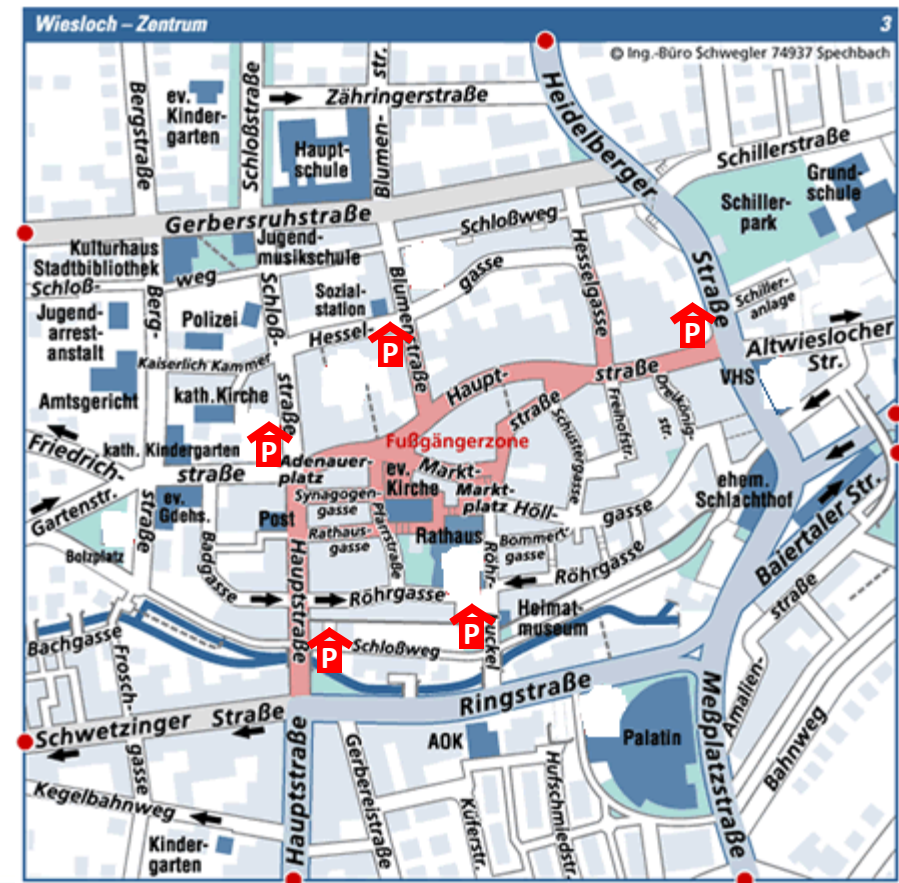 Wiesloch – Zentrum
3
© Ing.-Büro Schwegler 74937 Spechbach
Bergstraße
ev.
Kinder-
garten
Schloßstraße
Zähringerstraße
str.
Blumen-
Haupt-
schule
Heidelberger
Straße
Schillerstraße
Grund-
schule
Schiller-
park
Gerbersruhstraße
Schloßweg
Kulturhaus
Stadtbibliothek
Jugend-
musikschule
Schloß-
weg
gasse
Hesselgasse
Schiller-
anlage
Jugend-
arrest-
anstalt
Berg-
Polizei
Schloß-
Sozial-
station
Blumenstraße
Hessel-
P
P
Altwieslocher
Str.
Kaiserlich Kammer
Amtsgericht
kath. Kirche
straße
Haupt-
straße
VHS
straße
Freihofstr.
Dreikönig-
str.
Schustergasse
P
Fußgängerzone
Friedrich-
kath. Kindergarten
straße
Adenauer-
platz
ev.
Kirche
Markt-
Markt-
platz
Höll-
gasse
ehem.
Schlachthof
Gartenstr.
straße
ev.
Gdehs.
Synagogen-
gasse
Pfarrstraße
Post
Rathaus-
gasse
Rathaus
Bommert-
gasse
Baiertaler Str.
Bolzplatz
Badgasse
Hauptstraße
Röhrgasse
Röhr-
buckel
Röhrgasse
straße
Amalien-
Heimat-
museum
P
P
Bachgasse
Frosch-
gasse
Schloßweg
Ringstraße
Schwetzinger Straße
Meßplatzstraße
Bahnweg
AOK
Palatin
Hauptstraße
Gerbereistraße
Küferstr.
Hufschmiedstr.
Kegelbahnweg
Kinder-
garten